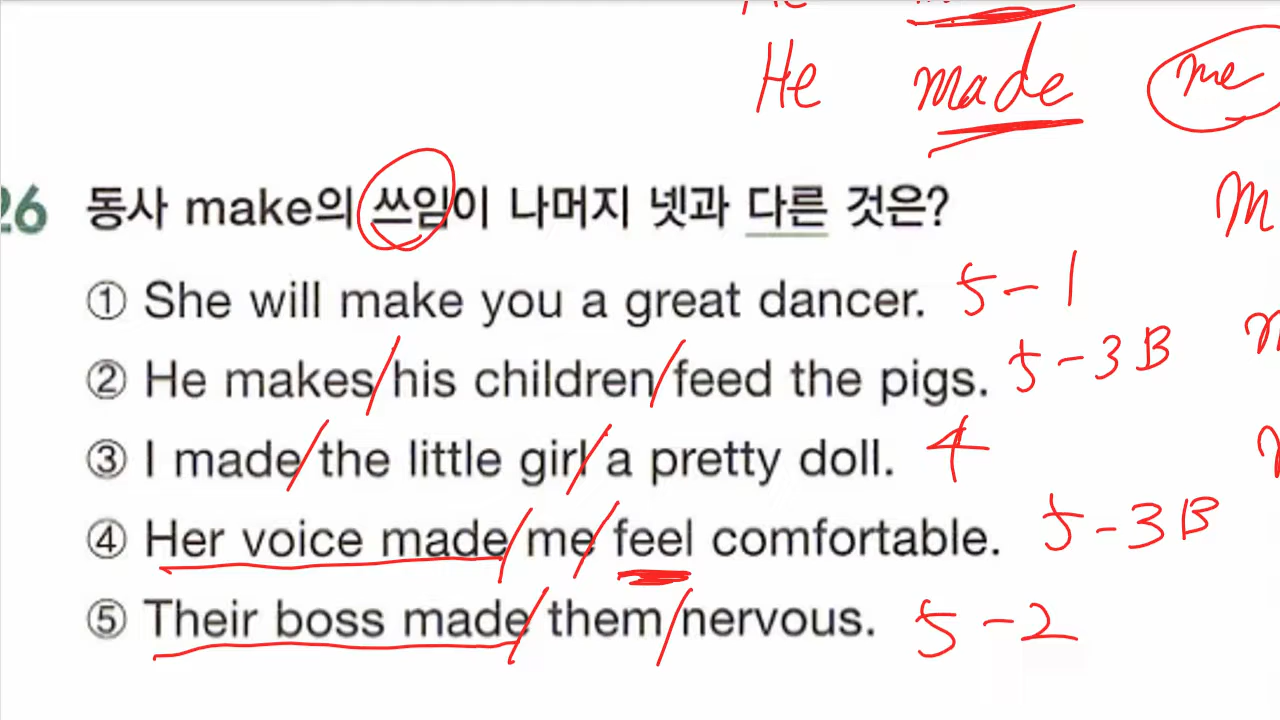 He made me
26 동사 make의 쓰임이 나머지 넷과 다른 것은?
① She will make you a great dancer. 5-1
② He makes/his children/feed the pigs. 5-3B
③ I made/the little girl/a pretty doll. 4
④ Her voice made/me/feel comfortable. 5-3B
⑤ Their boss made/them/nervous. 5-2